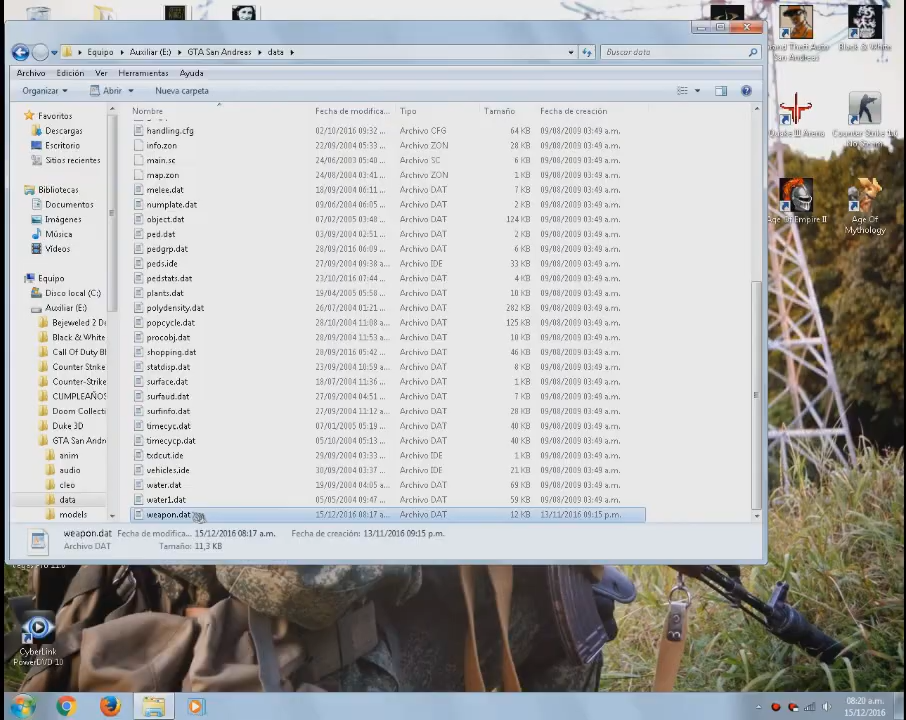 Equipo ▸ Auxiliar (E:) ▸ GTA San Andreas ▸ data ▸
Buscar data
Archivo Edición Ver Herramientas Ayuda
Organizar Abrir Nueva carpeta
Nombre Fecha de modifica... Tipo Tamaño Fecha de creación
handling.cfg 02/10/2016 09:32 ... Archivo CFG 64 KB 09/08/2009 03:49 a.m.
info.zon 22/09/2004 05:33 ... Archivo ZON 28 KB 09/08/2009 03:49 a.m.
main.sc 24/06/2003 05:40 ... Archivo SC 6 KB 09/08/2009 03:49 a.m.
map.zon 24/07/2004 03:41 ... Archivo ZON 1 KB 09/08/2009 03:49 a.m.
melee.dat 18/09/2004 06:11 ... Archivo DAT 7 KB 09/08/2009 03:49 a.m.
numplate.dat 09/06/2004 06:05 ... Archivo DAT 2 KB 09/08/2009 03:49 a.m.
object.dat 07/02/2005 03:48 ... Archivo DAT 124 KB 09/08/2009 03:49 a.m.
ped.dat 03/09/2004 02:51 ... Archivo DAT 2 KB 09/08/2009 03:49 a.m.
pedgrp.dat 28/09/2016 06:09 ... Archivo DAT 6 KB 09/08/2009 03:49 a.m.
peds.ide 27/09/2004 09:38 ... Archivo IDE 33 KB 09/08/2009 03:49 a.m.
pedstats.dat 23/10/2016 07:44 ... Archivo DAT 4 KB 09/08/2009 03:49 a.m.
plants.dat 19/04/2005 05:58 ... Archivo DAT 10 KB 09/08/2009 03:49 a.m.
polydensity.dat 26/07/2004 01:21 ... Archivo DAT 282 KB 09/08/2009 03:49 a.m.
popcycle.dat 28/10/2004 11:08 a... Archivo DAT 125 KB 09/08/2009 03:49 a.m.
procobj.dat 28/09/2004 11:53 a... Archivo DAT 10 KB 09/08/2009 03:49 a.m.
shopping.dat 28/09/2016 05:42 ... Archivo DAT 46 KB 09/08/2009 03:49 a.m.
statdisp.dat 23/09/2004 10:59 a... Archivo DAT 8 KB 09/08/2009 03:49 a.m.
surface.dat 18/07/2004 11:36 ... Archivo DAT 1 KB 09/08/2009 03:49 a.m.
surfaud.dat 27/09/2004 04:51 ... Archivo DAT 7 KB 09/08/2009 03:49 a.m.
surfinfo.dat 27/09/2004 11:12 a... Archivo DAT 28 KB 09/08/2009 03:49 a.m.
timecyc.dat 07/01/2005 05:19 ... Archivo DAT 40 KB 09/08/2009 03:49 a.m.
timecycp.dat 05/10/2004 05:13 ... Archivo DAT 40 KB 09/08/2009 03:49 a.m.
txdcut.ide 23/09/2004 03:33 ... Archivo IDE 1 KB 09/08/2009 03:49 a.m.
vehicles.ide 30/09/2004 03:37 ... Archivo IDE 21 KB 09/08/2009 03:49 a.m.
water.dat 19/09/2004 04:05 ... Archivo DAT 69 KB 09/08/2009 03:49 a.m.
water1.dat 05/05/2004 09:47 ... Archivo DAT 59 KB 09/08/2009 03:49 a.m.
weapon.dat 15/12/2016 08:17 a... Archivo DAT 12 KB 13/11/2016 09:15 p.m.
Favoritos
Descargas
Escritorio
Sitios recientes
Bibliotecas
Documentos
Imágenes
Música
Vídeos
Equipo
Disco local (C:)
Auxiliar (E:)
Bejeweled 2 De
Black & White
Call Of Duty Bl
Counter Strike
Counter-Strike
CUMPLEAÑOS
Doom Collecti
Duke 3D
GTA San Andre
anim
audio
cleo
data
models
weapon.dat Fecha de modifica... 15/12/2016 08:17 a.m. Fecha de creación: 13/11/2016 09:15 p.m.
Archivo DAT Tamaño: 11,3 KB
Grand Theft Auto
San Andreas
Black & White
Quake III Arena
Counter Strike 1.6
Age Of Empire II
Age Of
Mythology
CyberLink
PowerDVD 10
08:20 a.m.
15/12/2016